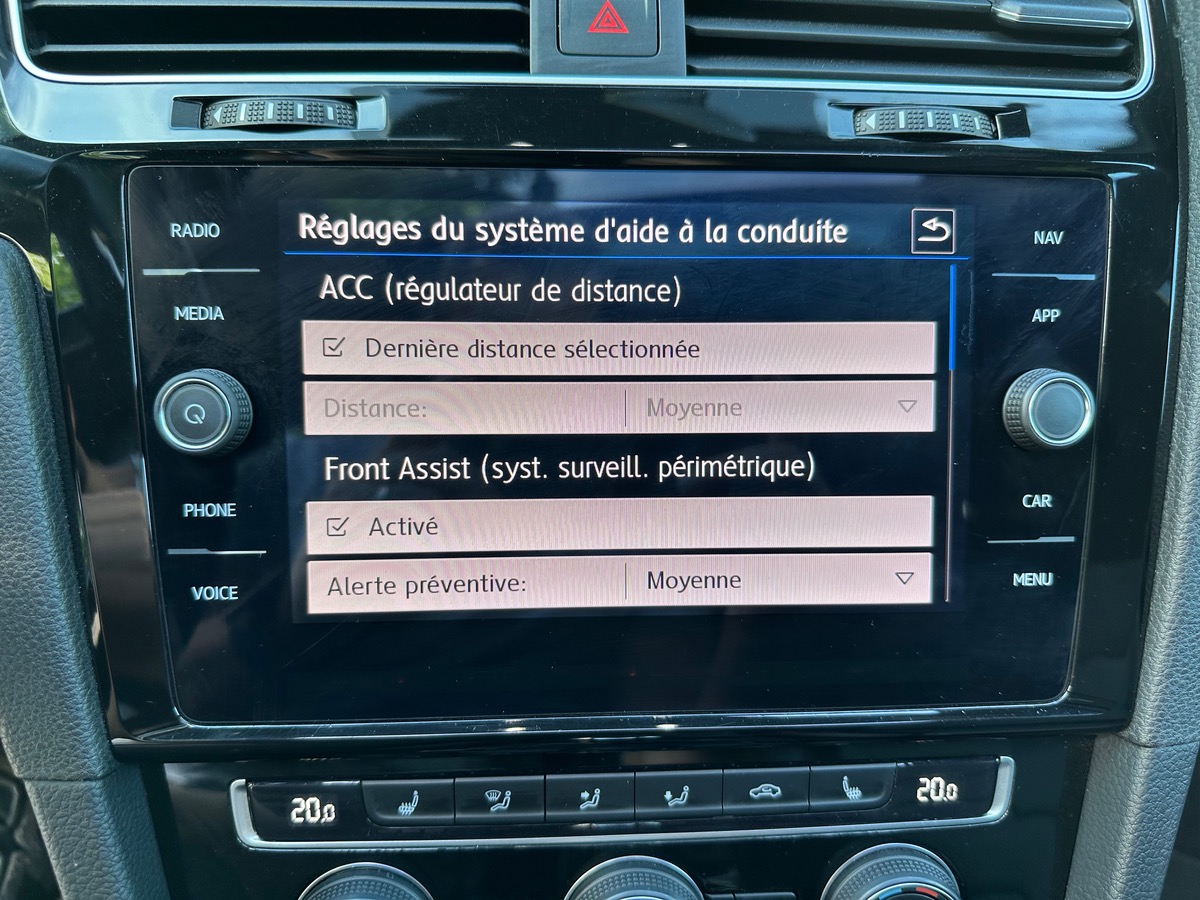 Réglages du système d'aide à la conduite
RADIO
NAV
ACC (régulateur de distance)
MEDIA
APP
Dernière distance sélectionnée
Distance: Moyenne
Front Assist (syst. surveill. périmétrique)
PHONE
CAR
Activé
Alerte préventive: Moyenne
VOICE
MENU
20.0
20.0